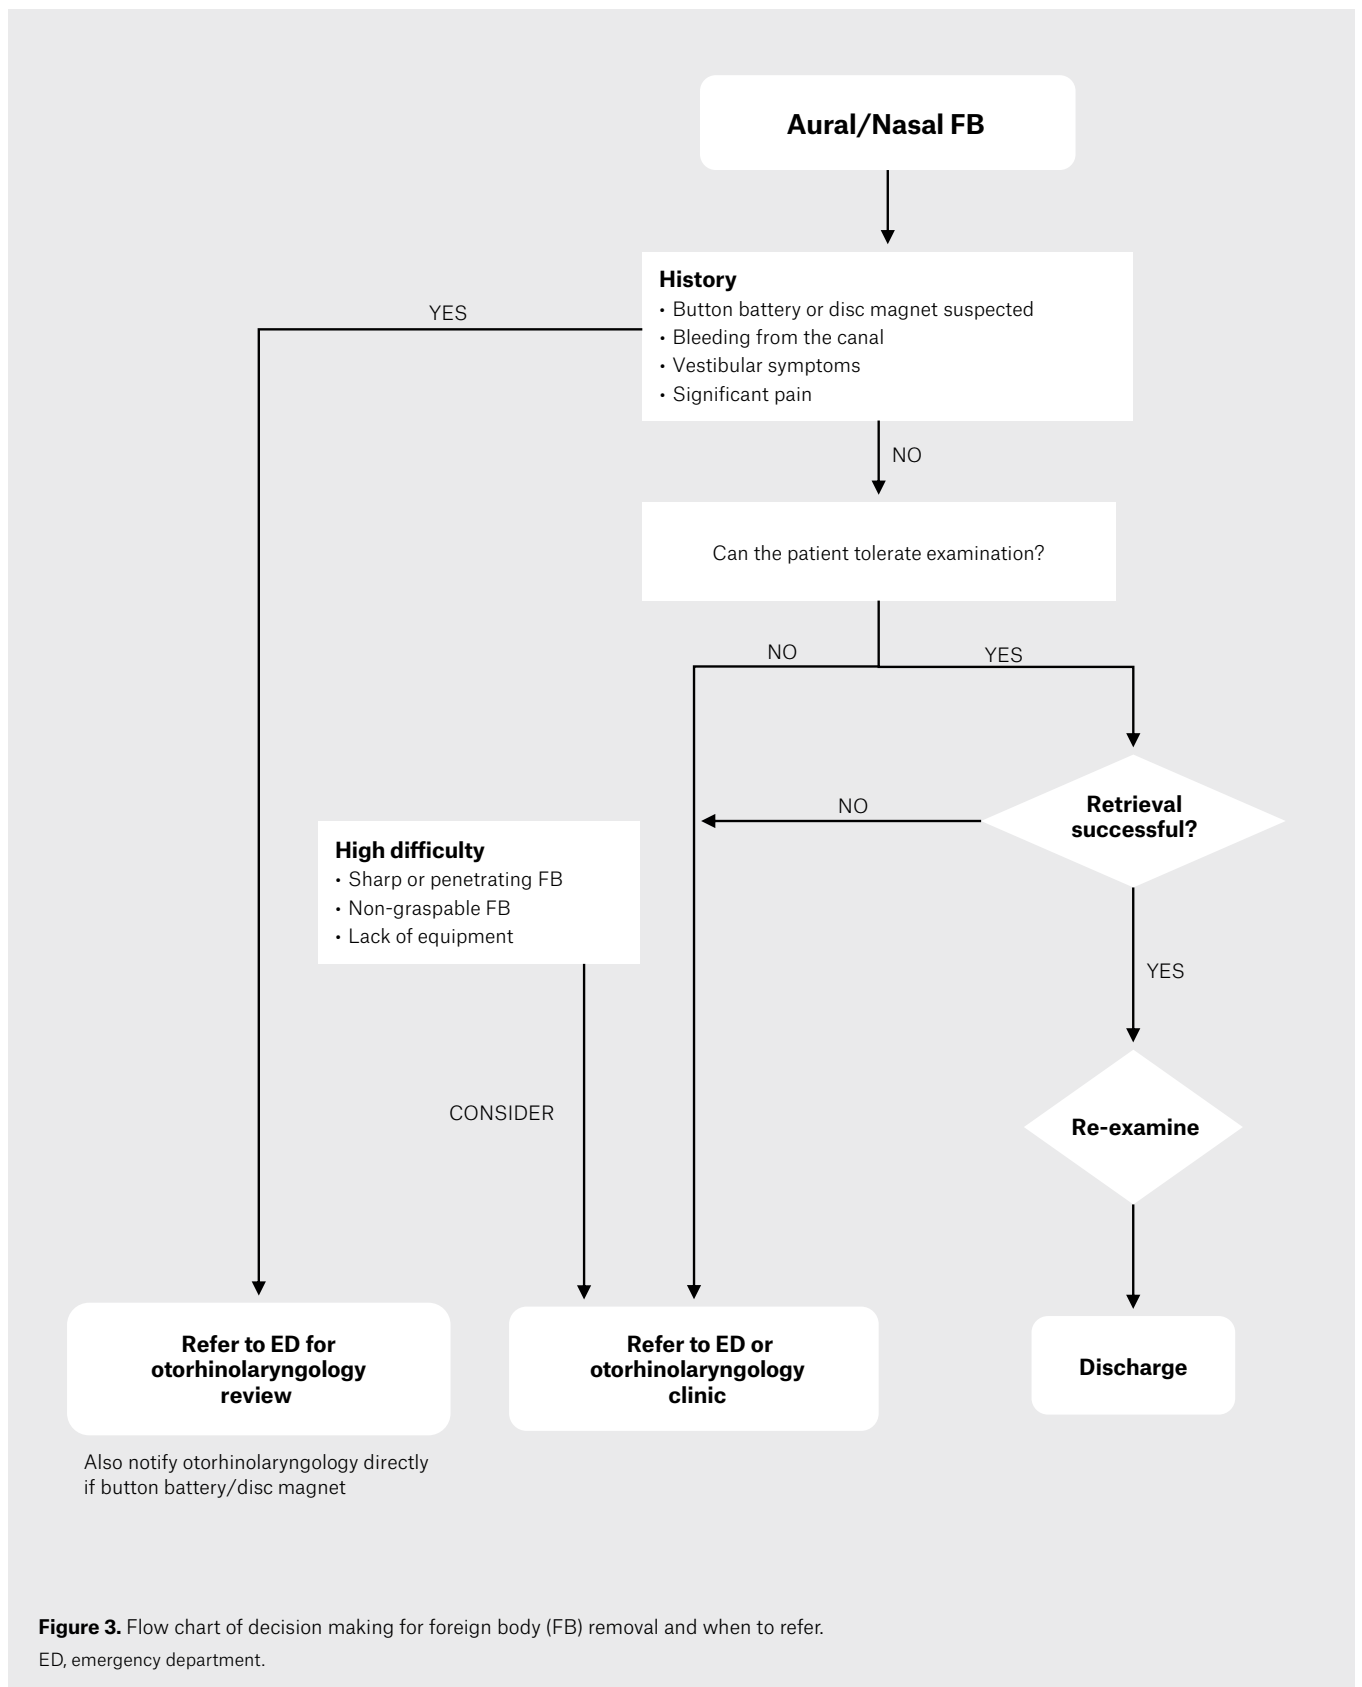 Aural/Nasal FB
History
• Button battery or disc magnet suspected
• Bleeding from the canal
• Vestibular symptoms
• Significant pain
YES
NO
Can the patient tolerate examination?
NO
YES
Retrieval
successful?
NO
High difficulty
• Sharp or penetrating FB
• Non-graspable FB
• Lack of equipment
YES
CONSIDER
Re-examine
Refer to ED for
otorhinolaryngology
review
Refer to ED or
otorhinolaryngology
clinic
Discharge
Also notify otorhinolaryngology directly
if button battery/disc magnet
Figure 3. Flow chart of decision making for foreign body (FB) removal and when to refer.
ED, emergency department.